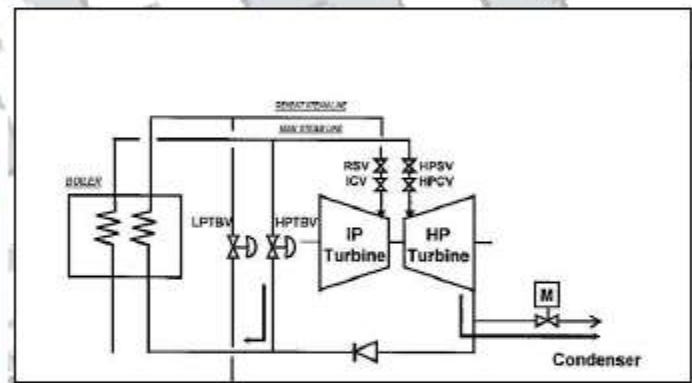 REHEAT STEAM LINE
MAIN STEAM LINE
BOILER
RSV
ICV
HPSV
HPCV
LPTBV
HPTBV
IP
Turbine
HP
Turbine
M
Condenser